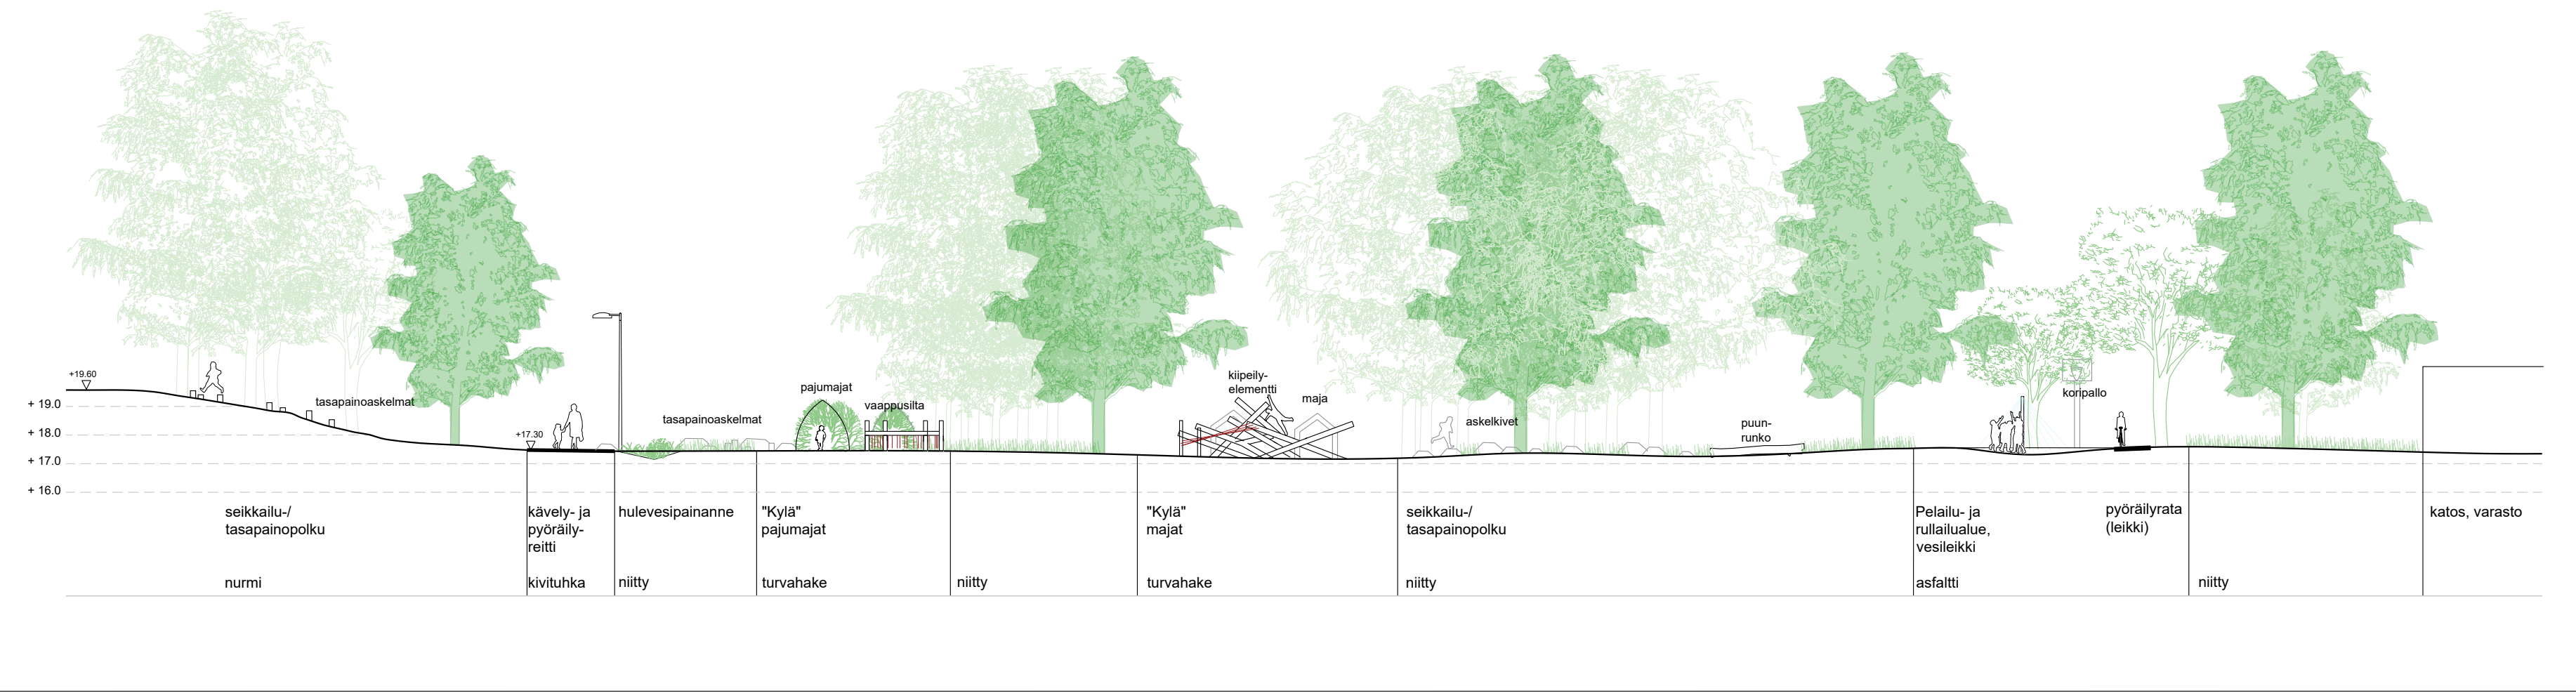 +19.60
+ 19.0
+ 18.0
+ 17.0
+ 16.0
tasapainoaskelmat
+17.30
tasapainoaskelmat
pajumajat
vaappusilta
kiipeily-
elementti
maja
askelkivet
puun-
runko
koripallo
seikkailu-/
tasapainopolku
kävely- ja
pyöräily-
reitti
hulevesipainanne
"Kylä"
pajumajat
"Kylä"
majat
seikkailu-/
tasapainopolku
Pelailu- ja
rullailualue,
vesileikki
pyöräilyrata
(leikki)
katos, varasto
nurmi
kivituhka
niitty
turvahake
niitty
turvahake
niitty
asfaltti
niitty